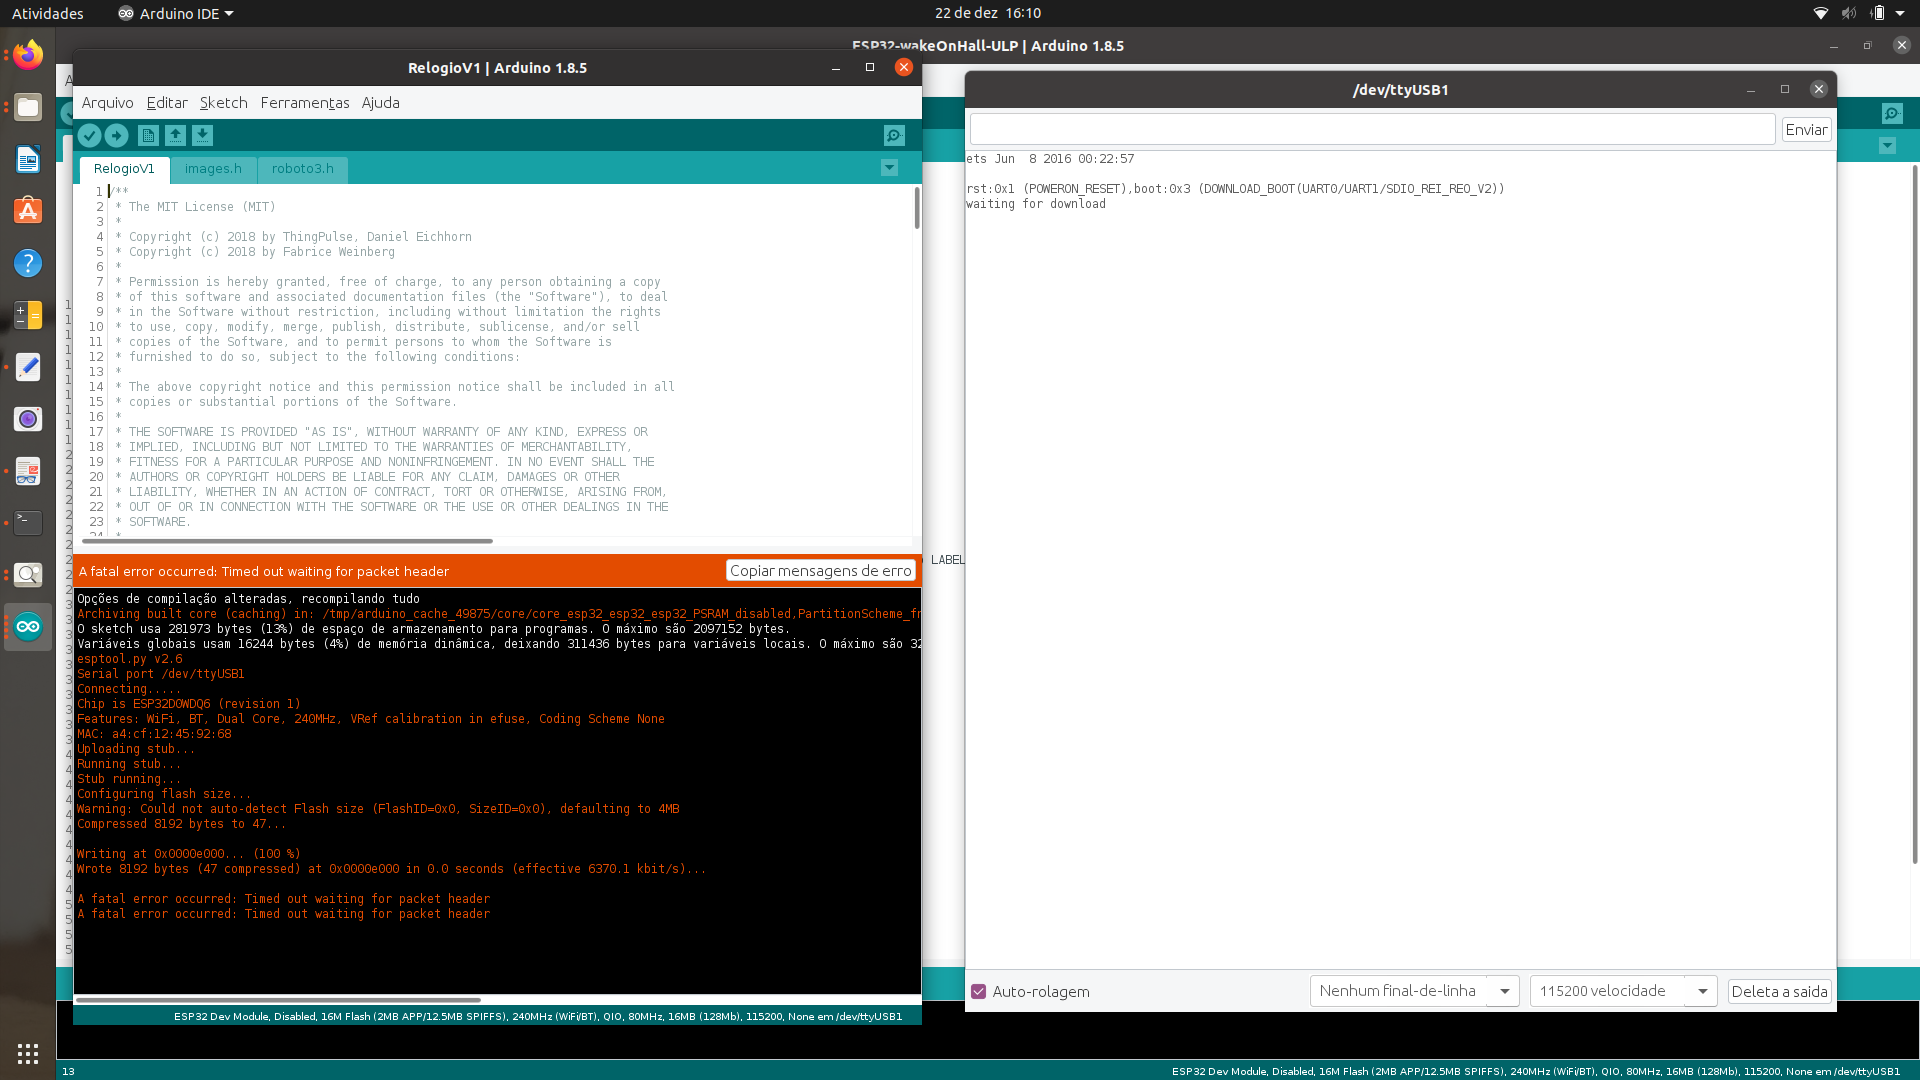 Atividades
Arduino IDE
22 de dez 16:10
ESP32-wakeOnHall-ULP | Arduino 1.8.5
RelogioV1 | Arduino 1.8.5
Arquivo Editar Sketch Ferramentas Ajuda
RelogioV1 images.h roboto3.h
1 /**
2 * The MIT License (MIT)
3 *
4 * Copyright (c) 2018 by ThingPulse, Daniel Eichhorn
5 * Copyright (c) 2018 by Fabrice Weinberg
6 *
7 * Permission is hereby granted, free of charge, to any person obtaining a copy
8 * of this software and associated documentation files (the "Software"), to deal
9 * in the Software without restriction, including without limitation the rights
10 * to use, copy, modify, merge, publish, distribute, sublicense, and/or sell
11 * copies of the Software, and to permit persons to whom the Software is
12 * furnished to do so, subject to the following conditions:
13 *
14 * The above copyright notice and this permission notice shall be included in all
15 * copies or substantial portions of the Software.
16 *
17 * THE SOFTWARE IS PROVIDED "AS IS", WITHOUT WARRANTY OF ANY KIND, EXPRESS OR
18 * IMPLIED, INCLUDING BUT NOT LIMITED TO THE WARRANTIES OF MERCHANTABILITY,
19 * FITNESS FOR A PARTICULAR PURPOSE AND NONINFRINGEMENT. IN NO EVENT SHALL THE
20 * AUTHORS OR COPYRIGHT HOLDERS BE LIABLE FOR ANY CLAIM, DAMAGES OR OTHER
21 * LIABILITY, WHETHER IN AN ACTION OF CONTRACT, TORT OR OTHERWISE, ARISING FROM,
22 * OUT OF OR IN CONNECTION WITH THE SOFTWARE OR THE USE OR OTHER DEALINGS IN THE
23 * SOFTWARE.
24 *
LABEL
A fatal error occurred: Timed out waiting for packet header
Copiar mensagens de erro
Opções de compilação alteradas, recompilando tudo
Archiving built core (caching) in: /tmp/arduino_cache_49875/core/core_esp32_esp32_esp32_PSRAM_disabled,PartitionScheme_fr
O sketch usa 281973 bytes (13%) de espaço de armazenamento para programas. O máximo são 2097152 bytes.
Variáveis globais usam 16244 bytes (4%) de memória dinâmica, deixando 311436 bytes para variáveis locais. O máximo são 32
esptool.py v2.6
Serial port /dev/ttyUSB1
Connecting.....
Chip is ESP32D0WDQ6 (revision 1)
Features: WiFi, BT, Dual Core, 240MHz, VRef calibration in efuse, Coding Scheme None
MAC: a4:cf:12:45:92:68
Uploading stub...
Running stub...
Stub running...
Configuring flash size...
Warning: Could not auto-detect Flash size (FlashID=0x0, SizeID=0x0), defaulting to 4MB
Compressed 8192 bytes to 47...
Writing at 0x0000e000... (100 %)
Wrote 8192 bytes (47 compressed) at 0x0000e000 in 0.0 seconds (effective 6370.1 kbit/s)...
A fatal error occurred: Timed out waiting for packet header
A fatal error occurred: Timed out waiting for packet header
ESP32 Dev Module, Disabled, 16M Flash (2MB APP/12.5MB SPIFFS), 240MHz (WiFi/BT), QIO, 80MHz, 16MB (128Mb), 115200, None em /dev/ttyUSB1
/dev/ttyUSB1
Enviar
ets Jun  8 2016 00:22:57
rst:0x1 (POWERON_RESET),boot:0x3 (DOWNLOAD_BOOT(UART0/UART1/SDIO_REI_REO_V2))
waiting for download
Auto-rolagem
Nenhum final-de-linha
115200 velocidade
Deleta a saida
13
ESP32 Dev Module, Disabled, 16M Flash (2MB APP/12.5MB SPIFFS), 240MHz (WiFi/BT), QIO, 80MHz, 16MB (128Mb), 115200, None em /dev/ttyUSB1